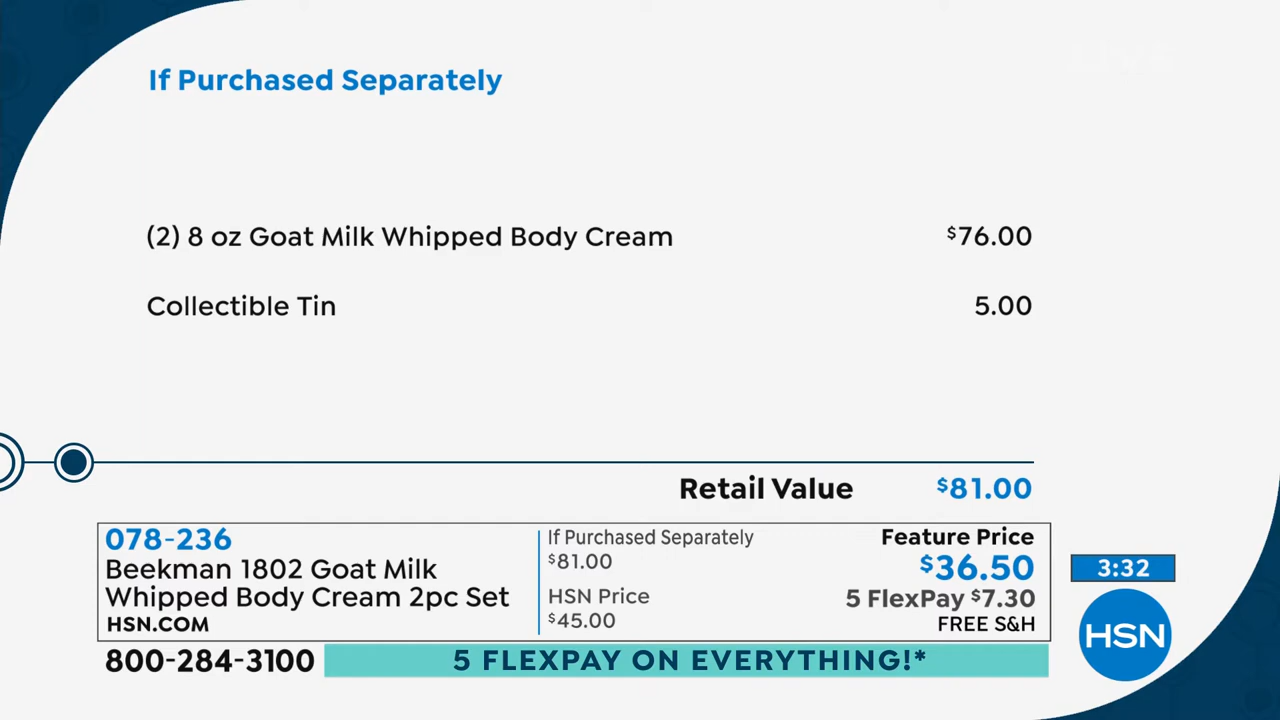 If Purchased Separately
(2) 8 oz Goat Milk Whipped Body Cream $76.00
Collectible Tin 5.00
Retail Value $81.00
078-236
Beekman 1802 Goat Milk
Whipped Body Cream 2pc Set
HSN.COM
If Purchased Separately
$81.00
HSN Price
$45.00
Feature Price
$36.50
5 FlexPay $7.30
FREE S&H
3:32
HSN
800-284-3100
5 FLEXPAY ON EVERYTHING!*